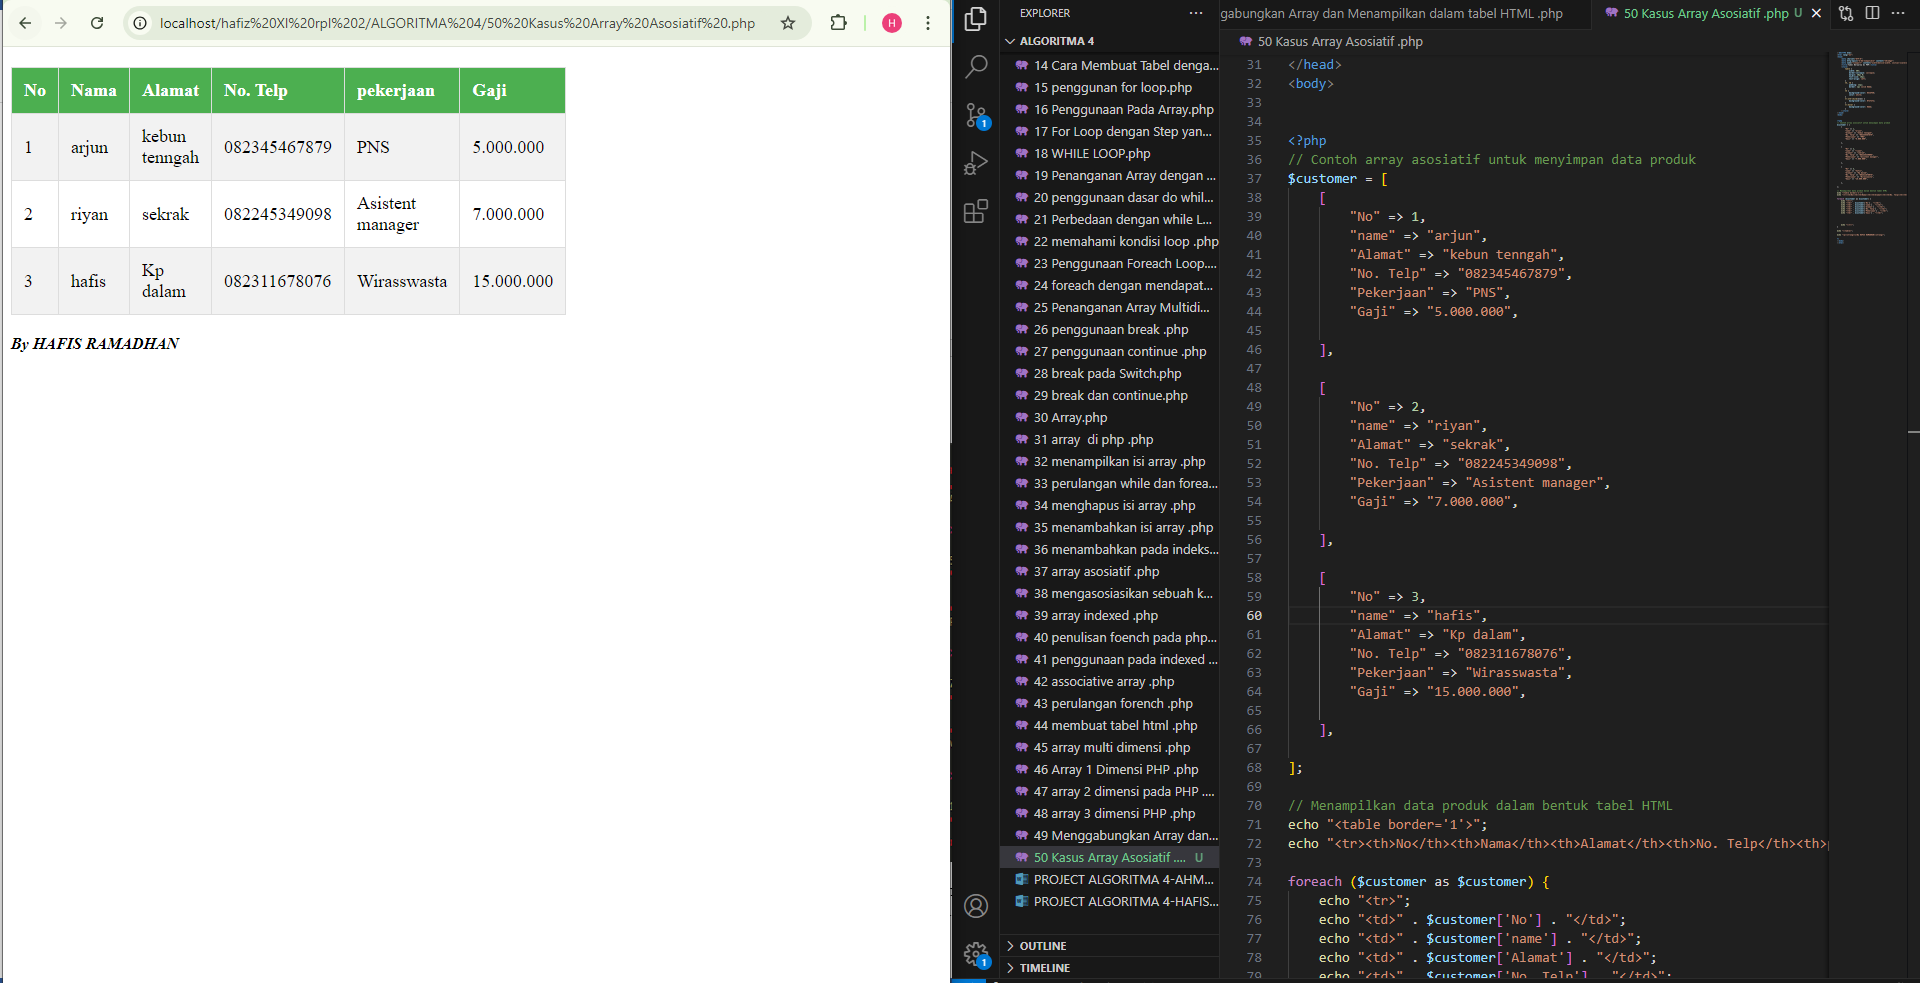 localhost/hafiz%20XI%20rpl%202/ALGORITMA%204/50%20Kasus%20Array%20Asosiatif%20.php
H
No Nama Alamat No. Telp pekerjaan Gaji
1 arjun kebun tenngah 082345467879 PNS 5.000.000
2 riyan sekrak 082245349098 Asistent manager 7.000.000
3 hafis Kp dalam 082311678076 Wirasswasta 15.000.000
By HAFIS RAMADHAN
1
1
EXPLORER
ALGORITMA 4
14 Cara Membuat Tabel denga...
15 penggunan for loop.php
16 Penggunaan Pada Array.php
17 For Loop dengan Step yan...
18 WHILE LOOP.php
19 Penanganan Array dengan ...
20 penggunaan dasar do whil...
21 Perbedaan dengan while L...
22 memahami kondisi loop .php
23 Penggunaan Foreach Loop....
24 foreach dengan mendapat...
25 Penanganan Array Multidi...
26 penggunaan break .php
27 penggunaan continue .php
28 break pada Switch.php
29 break dan continue.php
30 Array.php
31 array  di php .php
32 menampilkan isi array .php
33 perulangan while dan forea...
34 menghapus isi array .php
35 menambahkan isi array .php
36 menambahkan pada indeks...
37 array asosiatif .php
38 mengasosiasikan sebuah k...
39 array indexed .php
40 penulisan foench pada php...
41 penggunaan pada indexed ...
42 associative array .php
43 perulangan forench .php
44 membuat tabel html .php
45 array multi dimensi .php
46 Array 1 Dimensi PHP .php
47 array 2 dimensi pada PHP ....
48 array 3 dimensi PHP .php
49 Menggabungkan Array dan...
50 Kasus Array Asosiatif .... U
PROJECT ALGORITMA 4-AHM...
PROJECT ALGORITMA 4-HAFIS...
OUTLINE
TIMELINE
gabungkan Array dan Menampilkan dalam tabel HTML .php
50 Kasus Array Asosiatif .php U
50 Kasus Array Asosiatif .php
31 </head>
32 <body>
33
34
35 <?php
36 // Contoh array asosiatif untuk menyimpan data produk
37 $customer = [
38 [
39 "No" => 1,
40 "name" => "arjun",
41 "Alamat" => "kebun tenngah",
42 "No. Telp" => "082345467879",
43 "Pekerjaan" => "PNS",
44 "Gaji" => "5.000.000",
45
46 ],
47
48 [
49 "No" => 2,
50 "name" => "riyan",
51 "Alamat" => "sekrak",
52 "No. Telp" => "082245349098",
53 "Pekerjaan" => "Asistent manager",
54 "Gaji" => "7.000.000",
55
56 ],
57
58 [
59 "No" => 3,
60 "name" => "hafis",
61 "Alamat" => "Kp dalam",
62 "No. Telp" => "082311678076",
63 "Pekerjaan" => "Wirasswasta",
64 "Gaji" => "15.000.000",
65
66 ],
67
68 ];
69
70 // Menampilkan data produk dalam bentuk tabel HTML
71 echo "<table border='1'>";
72 echo "<tr><th>No</th><th>Nama</th><th>Alamat</th><th>No. Telp</th><th>
73
74 foreach ($customer as $customer) {
75 echo "<tr>";
76 echo "<td>" . $customer['No'] . "</td>";
77 echo "<td>" . $customer['name'] . "</td>";
78 echo "<td>" . $customer['Alamat'] . "</td>";
79 echo "<td>" . $customer['No. Telp'] . "</td>";